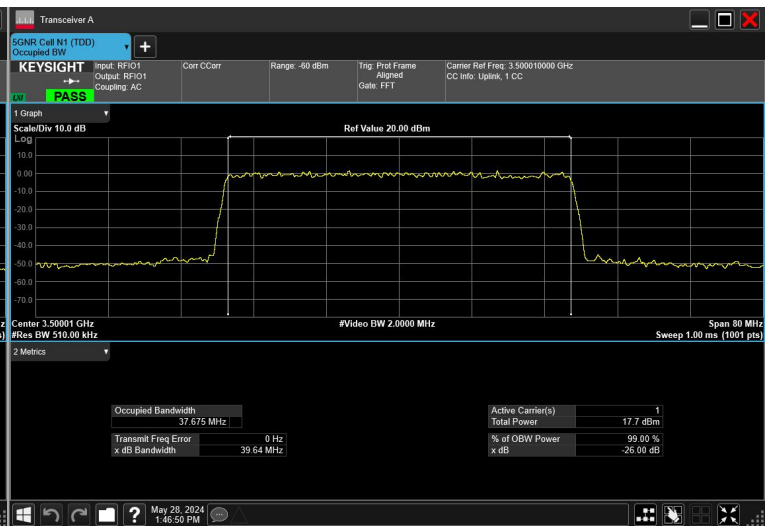 Transceiver A
5GNR Cell N1 (TDD)
Occupied BW
KEYSIGHT
LXI
PASS
Input: RFIO1
Output: RFIO1
Coupling: AC
Corr CCorr
Range: -60 dBm
Trig: Prot Frame
Aligned
Gate: FFT
Carrier Ref Freq: 3.500010000 GHz
CC Info: Uplink, 1 CC
1 Graph
Scale/Div 10.0 dB
Ref Value 20.00 dBm
Log
10.0
0.00
-10.0
-20.0
-30.0
-40.0
-50.0
-60.0
-70.0
Center 3.50001 GHz
#Video BW 2.0000 MHz
Span 80 MHz
#Res BW 510.00 kHz
Sweep 1.00 ms (1001 pts)
2 Metrics
Occupied Bandwidth
37.675 MHz
Transmit Freq Error 0 Hz
x dB Bandwidth 39.64 MHz
Active Carrier(s) 1
Total Power 17.7 dBm
% of OBW Power 99.00 %
x dB -26.00 dB
May 28, 2024
1:46:50 PM